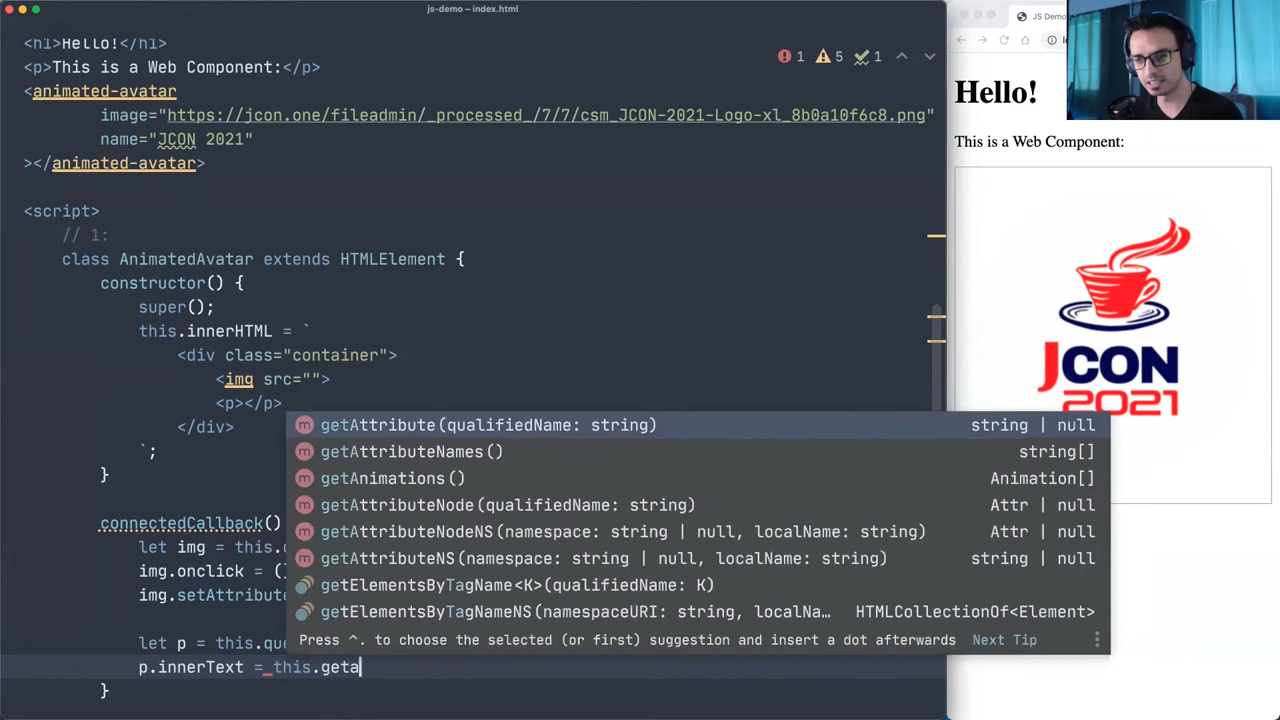 js-demo – index.html
<h1>Hello!</h1>
<p>This is a Web Component:</p>
<animated-avatar
image="https://jcon.one/fileadmin/_processed_/7/7/csm_JCON-2021-Logo-xl_8b0a10f6c8.png"
name="JCON 2021"
></animated-avatar>
<script>
// 1:
class AnimatedAvatar extends HTMLElement {
constructor() {
super();
this.innerHTML = `
<div class="container">
<img src="">
<p></p>
</div>
`;
}
connectedCallback()
let img = this.
img.onclick = ()
img.setAttribute
let p = this.que
p.innerText = this.geta
}
1 5 1
getAttribute(qualifiedName: string) string | null
getAttributeNames() string[]
getAnimations() Animation[]
getAttributeNode(qualifiedName: string) Attr | null
getAttributeNodeNS(namespace: string | null, localName: string) Attr | null
getAttributeNS(namespace: string | null, localName: string) string | null
getElementsByTagName<K>(qualifiedName: K)
getElementsByTagNameNS(namespaceURI: string, localNa… HTMLCollectionOf<Element>
Press ^. to choose the selected (or first) suggestion and insert a dot afterwards Next Tip
JS Demo
Hello!
This is a Web Component:
JCON
2021